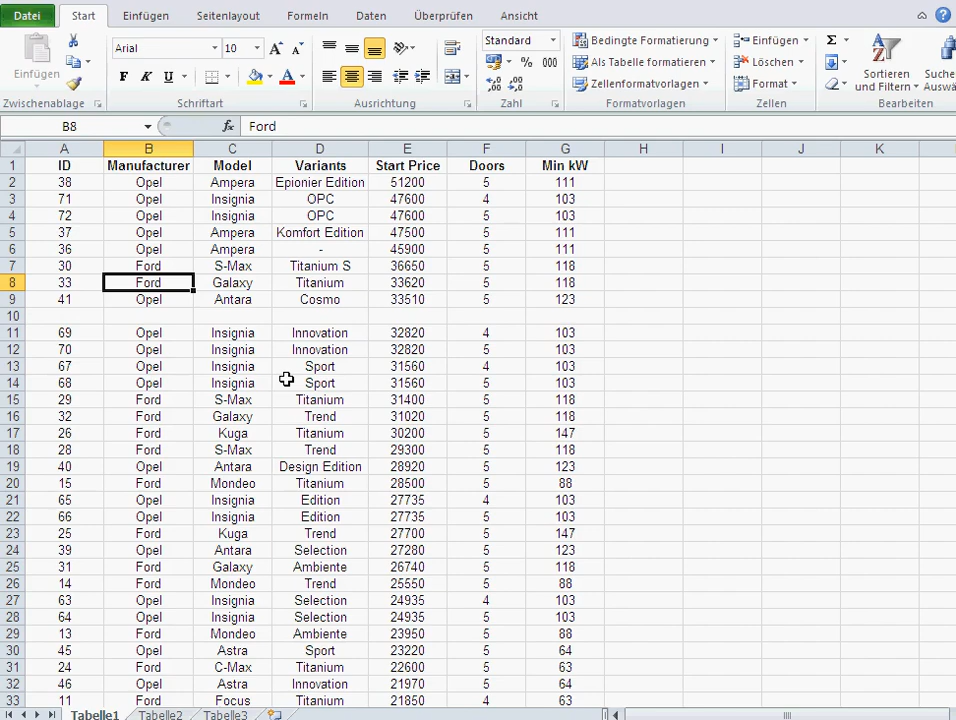 Datei Start Einfügen Seitenlayout Formeln Daten Überprüfen Ansicht
Arial 10 Standard Bedingte Formatierung Einfügen Σ
Einfügen F K U A % 000 Als Tabelle formatieren Löschen Sortieren Suche
Zellenformatvorlagen Format und Filtern Auswä
Zwischenablage Schriftart Ausrichtung Zahl Formatvorlagen Zellen Bearbeiten
B8 fx Ford
A B C D E F G H I J K
1 ID Manufacturer Model Variants Start Price Doors Min kW
2 38 Opel Ampera Epionier Edition 51200 5 111
3 71 Opel Insignia OPC 47600 4 103
4 72 Opel Insignia OPC 47600 5 103
5 37 Opel Ampera Komfort Edition 47500 5 111
6 36 Opel Ampera - 45900 5 111
7 30 Ford S-Max Titanium S 36650 5 118
8 33 Ford Galaxy Titanium 33620 5 118
9 41 Opel Antara Cosmo 33510 5 123
10
11 69 Opel Insignia Innovation 32820 4 103
12 70 Opel Insignia Innovation 32820 5 103
13 67 Opel Insignia Sport 31560 4 103
14 68 Opel Insignia Sport 31560 5 103
15 29 Ford S-Max Titanium 31400 5 118
16 32 Ford Galaxy Trend 31020 5 118
17 26 Ford Kuga Titanium 30200 5 147
18 28 Ford S-Max Trend 29300 5 118
19 40 Opel Antara Design Edition 28920 5 123
20 15 Ford Mondeo Titanium 28500 5 88
21 65 Opel Insignia Edition 27735 4 103
22 66 Opel Insignia Edition 27735 5 103
23 25 Ford Kuga Trend 27700 5 147
24 39 Opel Antara Selection 27280 5 123
25 31 Ford Galaxy Ambiente 26740 5 118
26 14 Ford Mondeo Trend 25550 5 88
27 63 Opel Insignia Selection 24935 4 103
28 64 Opel Insignia Selection 24935 5 103
29 13 Ford Mondeo Ambiente 23950 5 88
30 45 Opel Astra Sport 23220 5 64
31 24 Ford C-Max Titanium 22600 5 63
32 46 Opel Astra Innovation 21970 5 64
33 11 Ford Focus Titanium 21850 4 63
Tabelle1 Tabelle2 Tabelle3